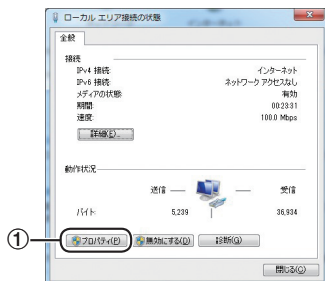 ローカル エリア接続の状態
全般
接続
IPv4 接続: インターネット
IPv6 接続: ネットワーク アクセスなし
メディアの状態: 有効
期間: 00:23:31
速度: 100.0 Mbps
詳細(E)...
動作状況
送信 — — 受信
バイト: 5,239 36,934
① プロパティ(P) 無効にする(D) 診断(G)
閉じる(C)